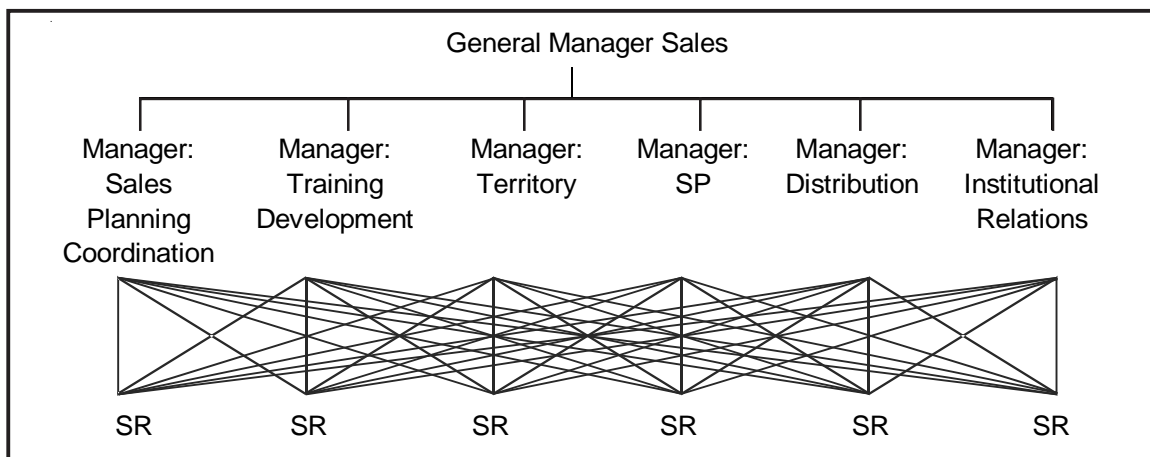 General Manager Sales
Manager:
Sales
Planning
Coordination
Manager:
Training
Development
Manager:
Territory
Manager:
SP
Manager:
Distribution
Manager:
Institutional
Relations
SR
SR
SR
SR
SR
SR